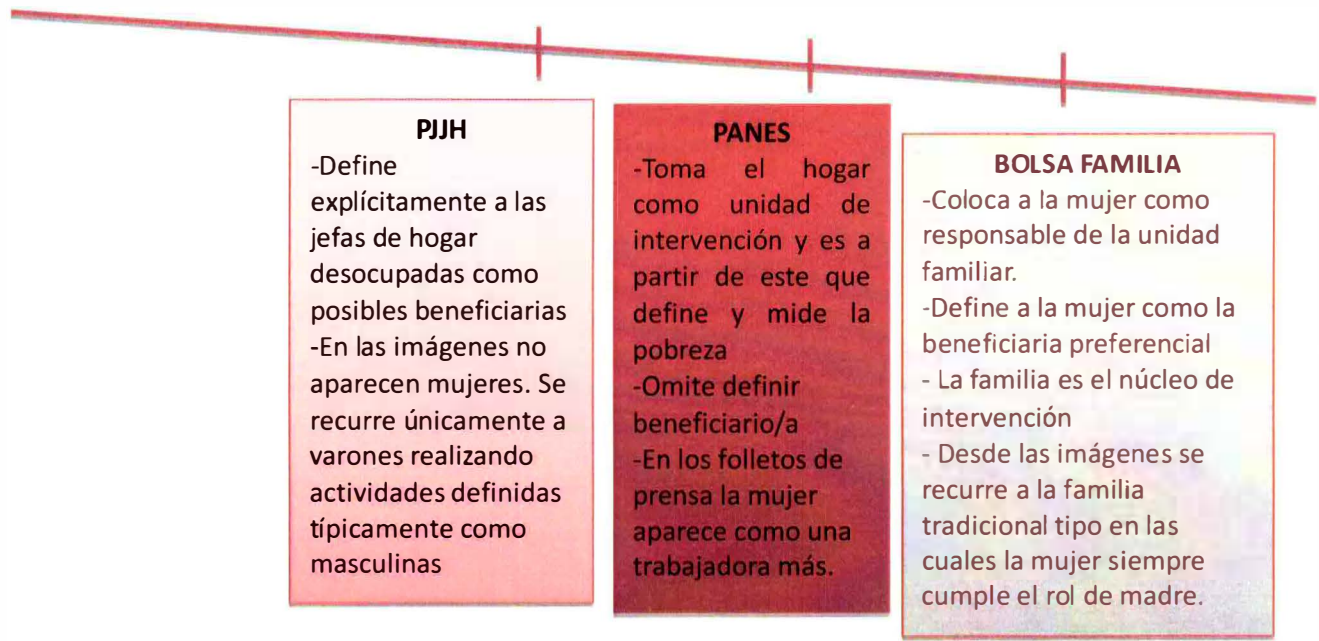 PJJH
-Define
explícitamente a las
jefas de hogar
desocupadas como
posibles beneficiarias
-En las imágenes no
aparecen mujeres. Se
recurre únicamente a
varones realizando
actividades definidas
típicamente como
masculinas
PANES
-Toma el hogar
como unidad de
intervención y es a
partir de este que
define y mide la
pobreza
-Omite definir
beneficiario/a
-En los folletos de
prensa la mujer
aparece como una
trabajadora más.
BOLSA FAMILIA
-Coloca a la mujer como
responsable de la unidad
familiar.
-Define a la mujer como la
beneficiaria preferencial
- La familia es el núcleo de
intervención
- Desde las imágenes se
recurre a la familia
tradicional tipo en las
cuales la mujer siempre
cumple el rol de madre.